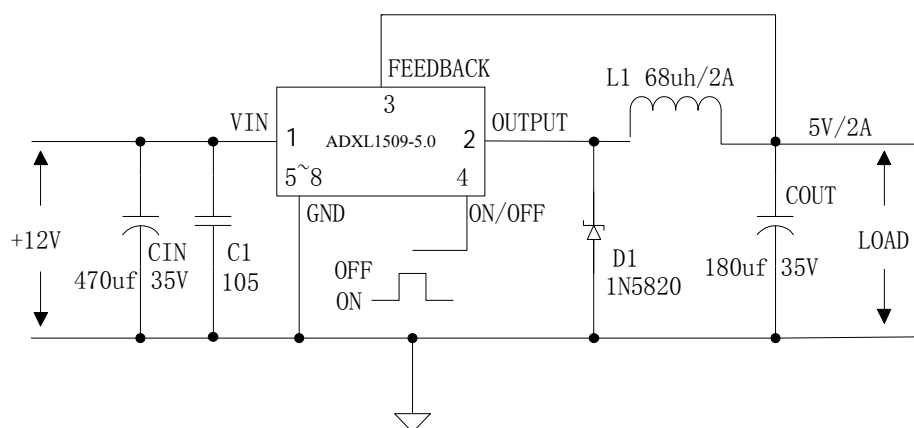 FEEDBACK
3
L1 68uh/2A
VIN
1
ADXL1509-5.0
2
OUTPUT
5V/2A
5~8
4
GND
ON/OFF
COUT
+12V
CIN
470uf 35V
C1
105
OFF
ON
D1
1N5820
180uf 35V
LOAD